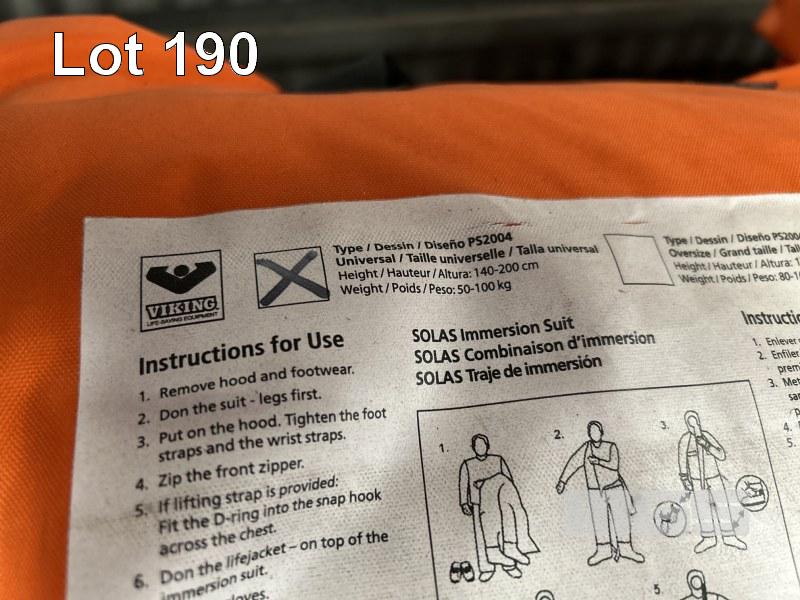 Lot 190
VIKING
LIFE-SAVING EQUIPMENT
Type / Dessin / Diseño PS2004
Universal / Taille universelle / Talla universal
Height / Hauteur / Altura: 140-200 cm
Weight / Poids / Peso: 50-100 kg
Type / Dessin / Diseño
Oversize / Grand taille /
Height / Hauteur / Altura:
Weight / Poids / Peso:
Instructions for Use
1. Remove hood and footwear.
2. Don the suit - legs first.
3. Put on the hood. Tighten the foot
straps and the wrist straps.
4. Zip the front zipper.
5. If lifting strap is provided:
Fit the D-ring into the snap hook
across the chest.
6. Don the lifejacket – on top of the
immersion suit.
SOLAS Immersion Suit
SOLAS Combinaison d'immersion
SOLAS Traje de inmersión
1.
2.
3.
5.
1. Enlever
2. Enfiler
3.
4.
5.